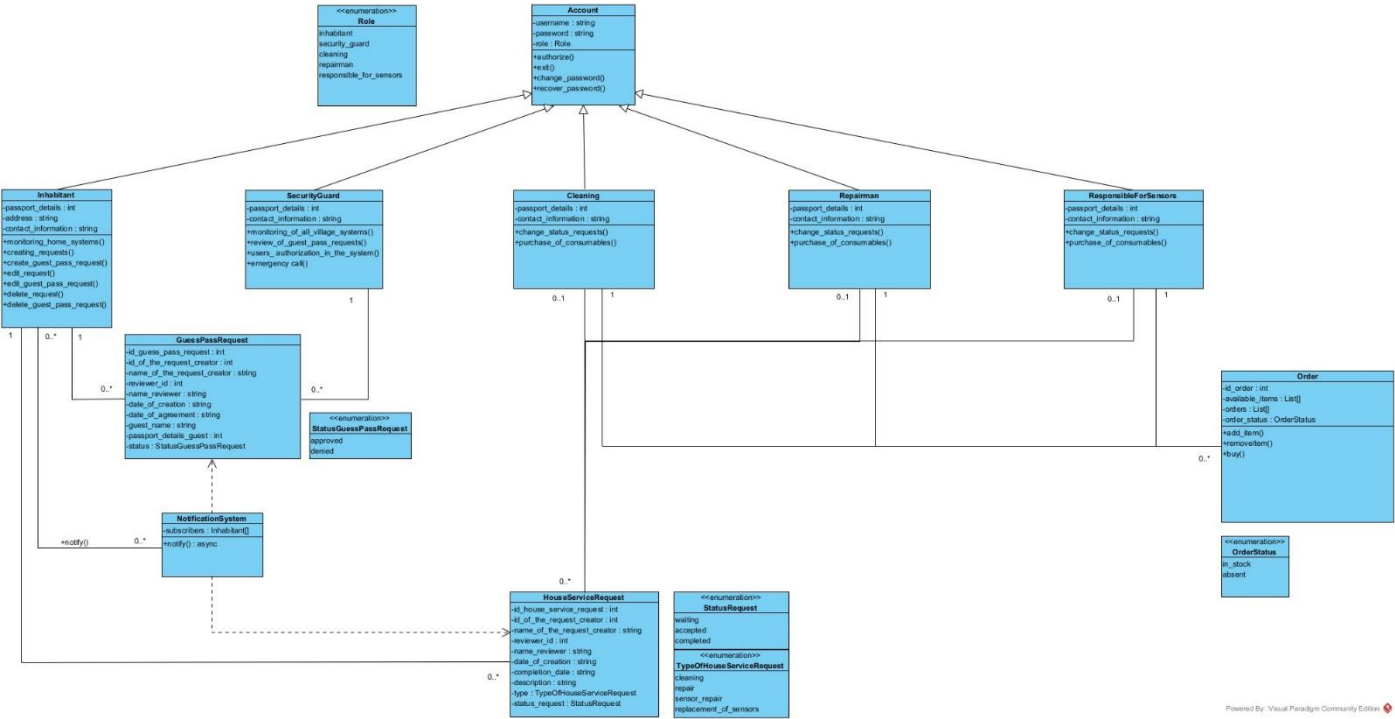 <<enumeration>>
Role
inhabitant
security_guard
cleaning
repairman
responsible_for_sensors
Account
-username : string
-password : string
-role : Role
+authorize()
+exit()
+change_password()
+recover_password()
Inhabitant
-passport_details : int
-address : string
-contact_information : string
+monitoring_home_systems()
+creating_requests()
+create_guest_pass_request()
+edit_request()
+edit_guest_pass_request()
+delete_request()
+delete_guest_pass_request()
SecurityGuard
-passport_details : int
-contact_information : string
+monitoring_of_all_village_systems()
+review_of_guest_pass_requests()
+users_ authorization_in_the_system()
+emergency call()
Cleaning
-passport_details : int
-contact_information : string
+change_status_requests()
+purchase_of_consumables()
Repairman
-passport_details : int
-contact_information : string
+change_status_requests()
+purchase_of_consumables()
ResponsibleForSensors
-passport_details : int
-contact_information : string
+change_status_requests()
+purchase_of_consumables()
1
0..1
1
0..1
1
0..1
1
1
0..*
1
GuessPassRequest
-id_guess_pass_request : int
-id_of_the_request_creator : int
-name_of_the_request_creator : string
-reviewer_id : int
-name_reviewer : string
-date_of_creation : string
-date_of_agreement : string
-guest_name : string
-passport_details_guest : int
-status : StatusGuessPassRequest
0..*
0..*
<<enumeration>>
StatusGuessPassRequest
approved
denied
Order
-id_order : int
-available_items : List[]
-orders : List[]
-order_status : OrderStatus
+add_item()
+removeItem()
+buy()
0..*
NotificationSystem
-subscribers : Inhabitant[]
+notify() : async
+notify()
0..*
<<enumeration>>
OrderStatus
in_stock
absent
0..*
HouseServiceRequest
-id_house_service_request : int
-id_of_the_request_creator : int
-name_of_the_request_creator : string
-reviewer_id : int
-name_reviewer : string
-date_of_creation : string
-completion_date : string
-description : string
-type : TypeOfHouseServiceRequest
-status_request : StatusRequest
0..*
<<enumeration>>
StatusRequest
waiting
accepted
completed
<<enumeration>>
TypeOfHouseServiceRequest
cleaning
repair
sensor_repair
replacement_of_sensors
Powered By: Visual Paradigm Community Edition